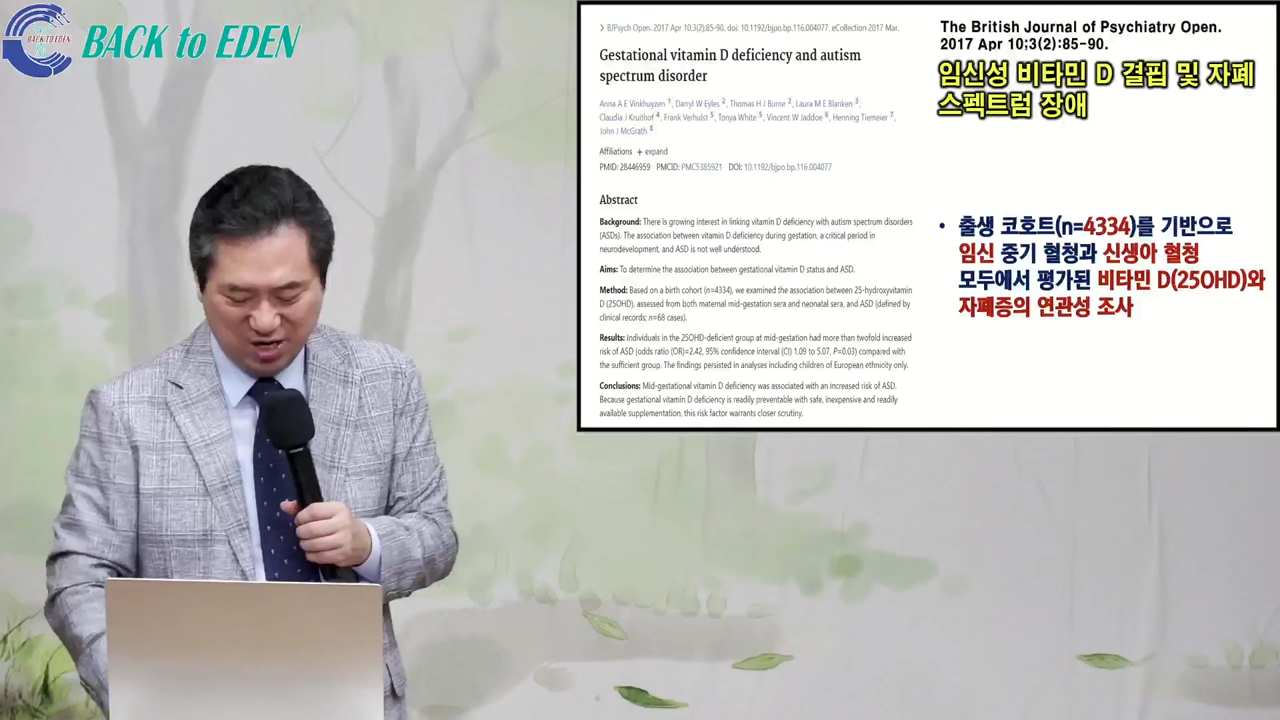 BACK TO EDEN
BACK to EDEN
BJPsych Open. 2017 Apr 10;3(2):85-90. doi: 10.1192/bjpo.bp.116.004077. eCollection 2017 Mar.
Gestational vitamin D deficiency and autism
spectrum disorder
Anna A E Vinkhuyzen 1, Darryl W Eyles 2, Thomas H J Burne 2, Laura M E Blanken 3,
Claudia J Kruithof 4, Frank Verhulst 5, Tonya White 5, Vincent W Jaddoe 6, Henning Tiemeier 7,
John J McGrath 8
Affiliations + expand
PMID: 28446959 PMCID: PMC5385921 DOI: 10.1192/bjpo.bp.116.004077
Abstract
Background: There is growing interest in linking vitamin D deficiency with autism spectrum disorders
(ASDs). The association between vitamin D deficiency during gestation, a critical period in
neurodevelopment, and ASD is not well understood.
Aims: To determine the association between gestational vitamin D status and ASD.
Method: Based on a birth cohort (n=4334), we examined the association between 25-hydroxyvitamin
D (25OHD), assessed from both maternal mid-gestation sera and neonatal sera, and ASD (defined by
clinical records; n=68 cases).
Results: Individuals in the 25OHD-deficient group at mid-gestation had more than twofold increased
risk of ASD (odds ratio (OR)=2.42, 95% confidence interval (CI) 1.09 to 5.07, P=0.03) compared with
the sufficient group. The findings persisted in analyses including children of European ethnicity only.
Conclusions: Mid-gestational vitamin D deficiency was associated with an increased risk of ASD.
Because gestational vitamin D deficiency is readily preventable with safe, inexpensive and readily
available supplementation, this risk factor warrants closer scrutiny.
The British Journal of Psychiatry Open.
2017 Apr 10;3(2):85-90.
임신성 비타민 D 결핍 및 자폐
스펙트럼 장애
• 출생 코호트(n=4334)를 기반으로
임신 중기 혈청과 신생아 혈청
모두에서 평가된 비타민 D(25OHD)와
자폐증의 연관성 조사